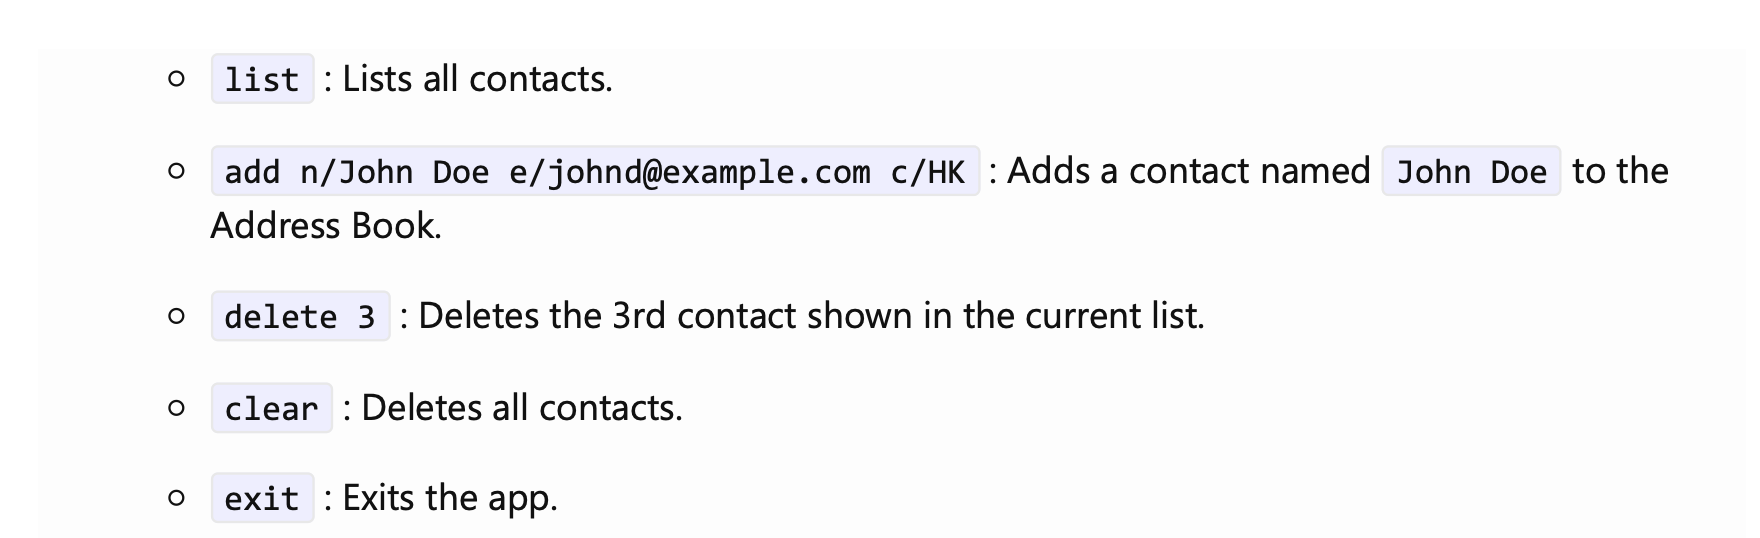 list : Lists all contacts.
add n/John Doe e/johnd@example.com c/HK : Adds a contact named John Doe to the
Address Book.
delete 3 : Deletes the 3rd contact shown in the current list.
clear : Deletes all contacts.
exit : Exits the app.